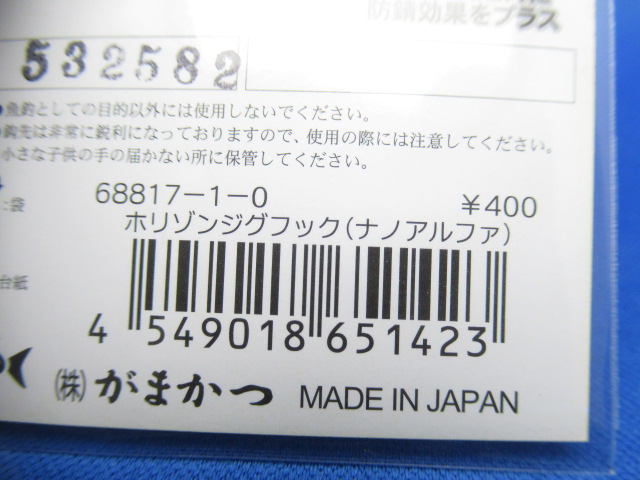 防錆効果をプラス
532582
魚釣としての目的以外には使用しないでください。
鈎先は非常に鋭利になっておりますので、使用の際には注意してください。
小さな子供の手の届かない所に保管してください。
:袋
68817-1-0 ¥400
ホリゾンジグフック(ナノアルファ)
台紙
4 549018 651423
(株)がまかつ MADE IN JAPAN